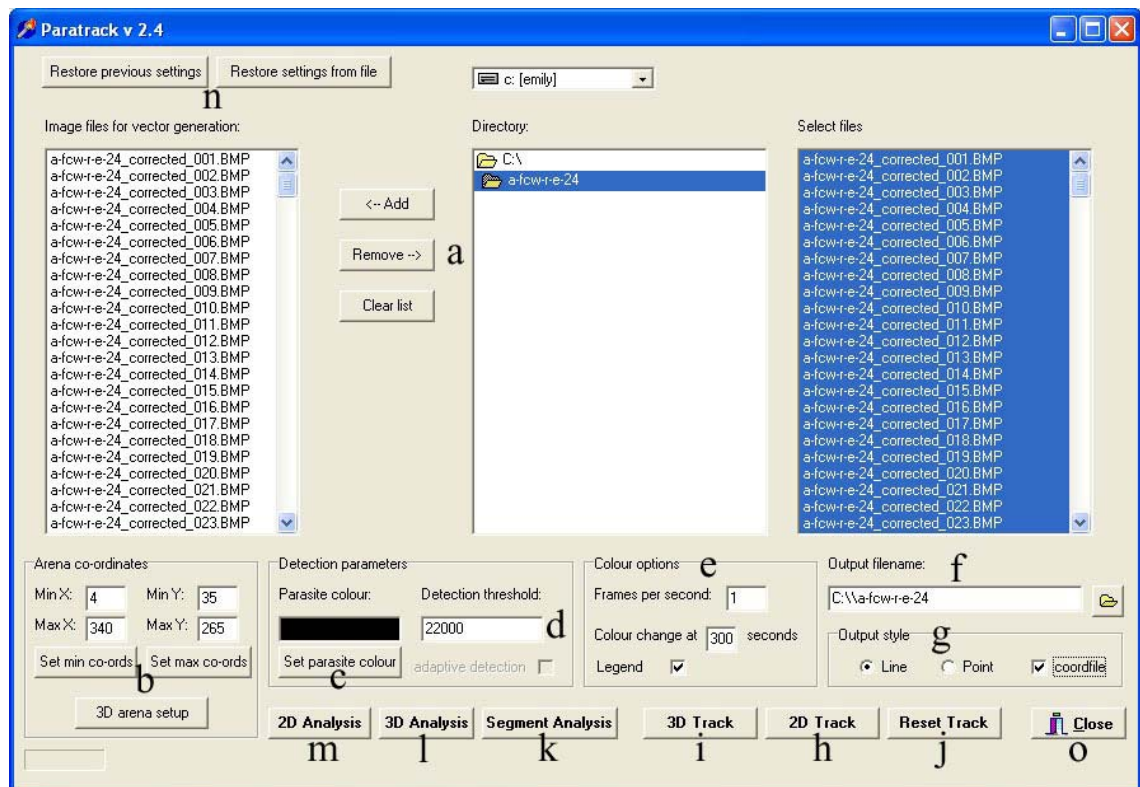 Paratrack v 2.4
Restore previous settings
Restore settings from file
n
c: [emily]
Image files for vector generation:
a-fcw-r-e-24_corrected_001.BMP
a-fcw-r-e-24_corrected_002.BMP
a-fcw-r-e-24_corrected_003.BMP
a-fcw-r-e-24_corrected_004.BMP
a-fcw-r-e-24_corrected_005.BMP
a-fcw-r-e-24_corrected_006.BMP
a-fcw-r-e-24_corrected_007.BMP
a-fcw-r-e-24_corrected_008.BMP
a-fcw-r-e-24_corrected_009.BMP
a-fcw-r-e-24_corrected_010.BMP
a-fcw-r-e-24_corrected_011.BMP
a-fcw-r-e-24_corrected_012.BMP
a-fcw-r-e-24_corrected_013.BMP
a-fcw-r-e-24_corrected_014.BMP
a-fcw-r-e-24_corrected_015.BMP
a-fcw-r-e-24_corrected_016.BMP
a-fcw-r-e-24_corrected_017.BMP
a-fcw-r-e-24_corrected_018.BMP
a-fcw-r-e-24_corrected_019.BMP
a-fcw-r-e-24_corrected_020.BMP
a-fcw-r-e-24_corrected_021.BMP
a-fcw-r-e-24_corrected_022.BMP
a-fcw-r-e-24_corrected_023.BMP
<-- Add
Remove -->
a
Clear list
Directory:
C:\
a-fcw-r-e-24
Select files
a-fcw-r-e-24_corrected_001.BMP
a-fcw-r-e-24_corrected_002.BMP
a-fcw-r-e-24_corrected_003.BMP
a-fcw-r-e-24_corrected_004.BMP
a-fcw-r-e-24_corrected_005.BMP
a-fcw-r-e-24_corrected_006.BMP
a-fcw-r-e-24_corrected_007.BMP
a-fcw-r-e-24_corrected_008.BMP
a-fcw-r-e-24_corrected_009.BMP
a-fcw-r-e-24_corrected_010.BMP
a-fcw-r-e-24_corrected_011.BMP
a-fcw-r-e-24_corrected_012.BMP
a-fcw-r-e-24_corrected_013.BMP
a-fcw-r-e-24_corrected_014.BMP
a-fcw-r-e-24_corrected_015.BMP
a-fcw-r-e-24_corrected_016.BMP
a-fcw-r-e-24_corrected_017.BMP
a-fcw-r-e-24_corrected_018.BMP
a-fcw-r-e-24_corrected_019.BMP
a-fcw-r-e-24_corrected_020.BMP
a-fcw-r-e-24_corrected_021.BMP
a-fcw-r-e-24_corrected_022.BMP
a-fcw-r-e-24_corrected_023.BMP
Arena co-ordinates
Min X: 4 Min Y: 35
Max X: 340 Max Y: 265
Set min co-ords Set max co-ords
b
3D arena setup
Detection parameters
Parasite colour: Detection threshold:
22000 d
Set parasite colour adaptive detection
c
Colour options e
Frames per second: 1
Colour change at 300 seconds
Legend
Output filename: f
C:\\a-fcw-r-e-24
Output style g
Line Point coordfile
2D Analysis 3D Analysis Segment Analysis 3D Track 2D Track Reset Track Close
m l k i h j o